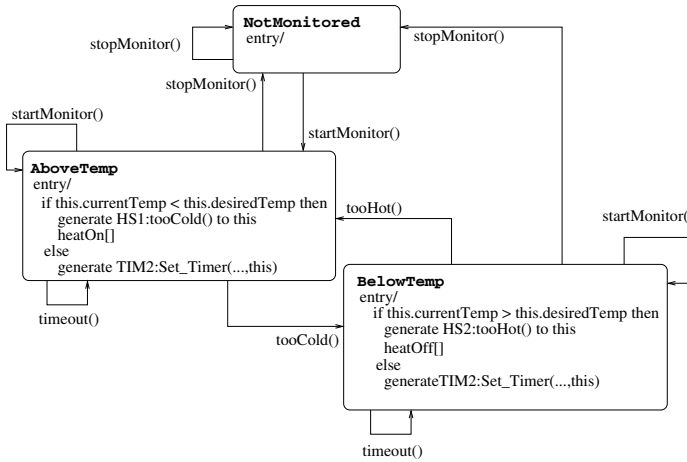 NotMonitored
entry/
stopMonitor()
stopMonitor()
stopMonitor()
startMonitor()
startMonitor()
AboveTemp
entry/
if this.currentTemp < this.desiredTemp then
generate HS1:tooCold() to this
heatOn[]
else
generate TIM2:Set_Timer(...,this)
timeout()
tooHot()
startMonitor(
tooCold()
BelowTemp
entry/
if this.currentTemp > this.desiredTemp then
generate HS2:tooHot() to this
heatOff[]
else
generateTIM2:Set_Timer(...,this)
timeout()